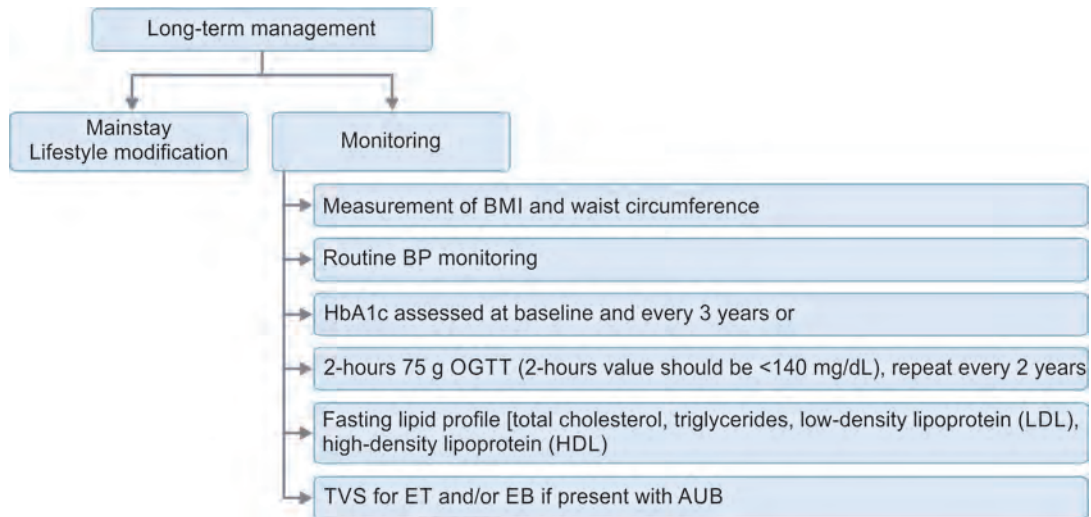 Long-term management
Mainstay
Lifestyle modification
Monitoring
Measurement of BMI and waist circumference
Routine BP monitoring
HbA1c assessed at baseline and every 3 years or
2-hours 75 g OGTT (2-hours value should be <140 mg/dL), repeat every 2 years
Fasting lipid profile [total cholesterol, triglycerides, low-density lipoprotein (LDL),
high-density lipoprotein (HDL)
TVS for ET and/or EB if present with AUB